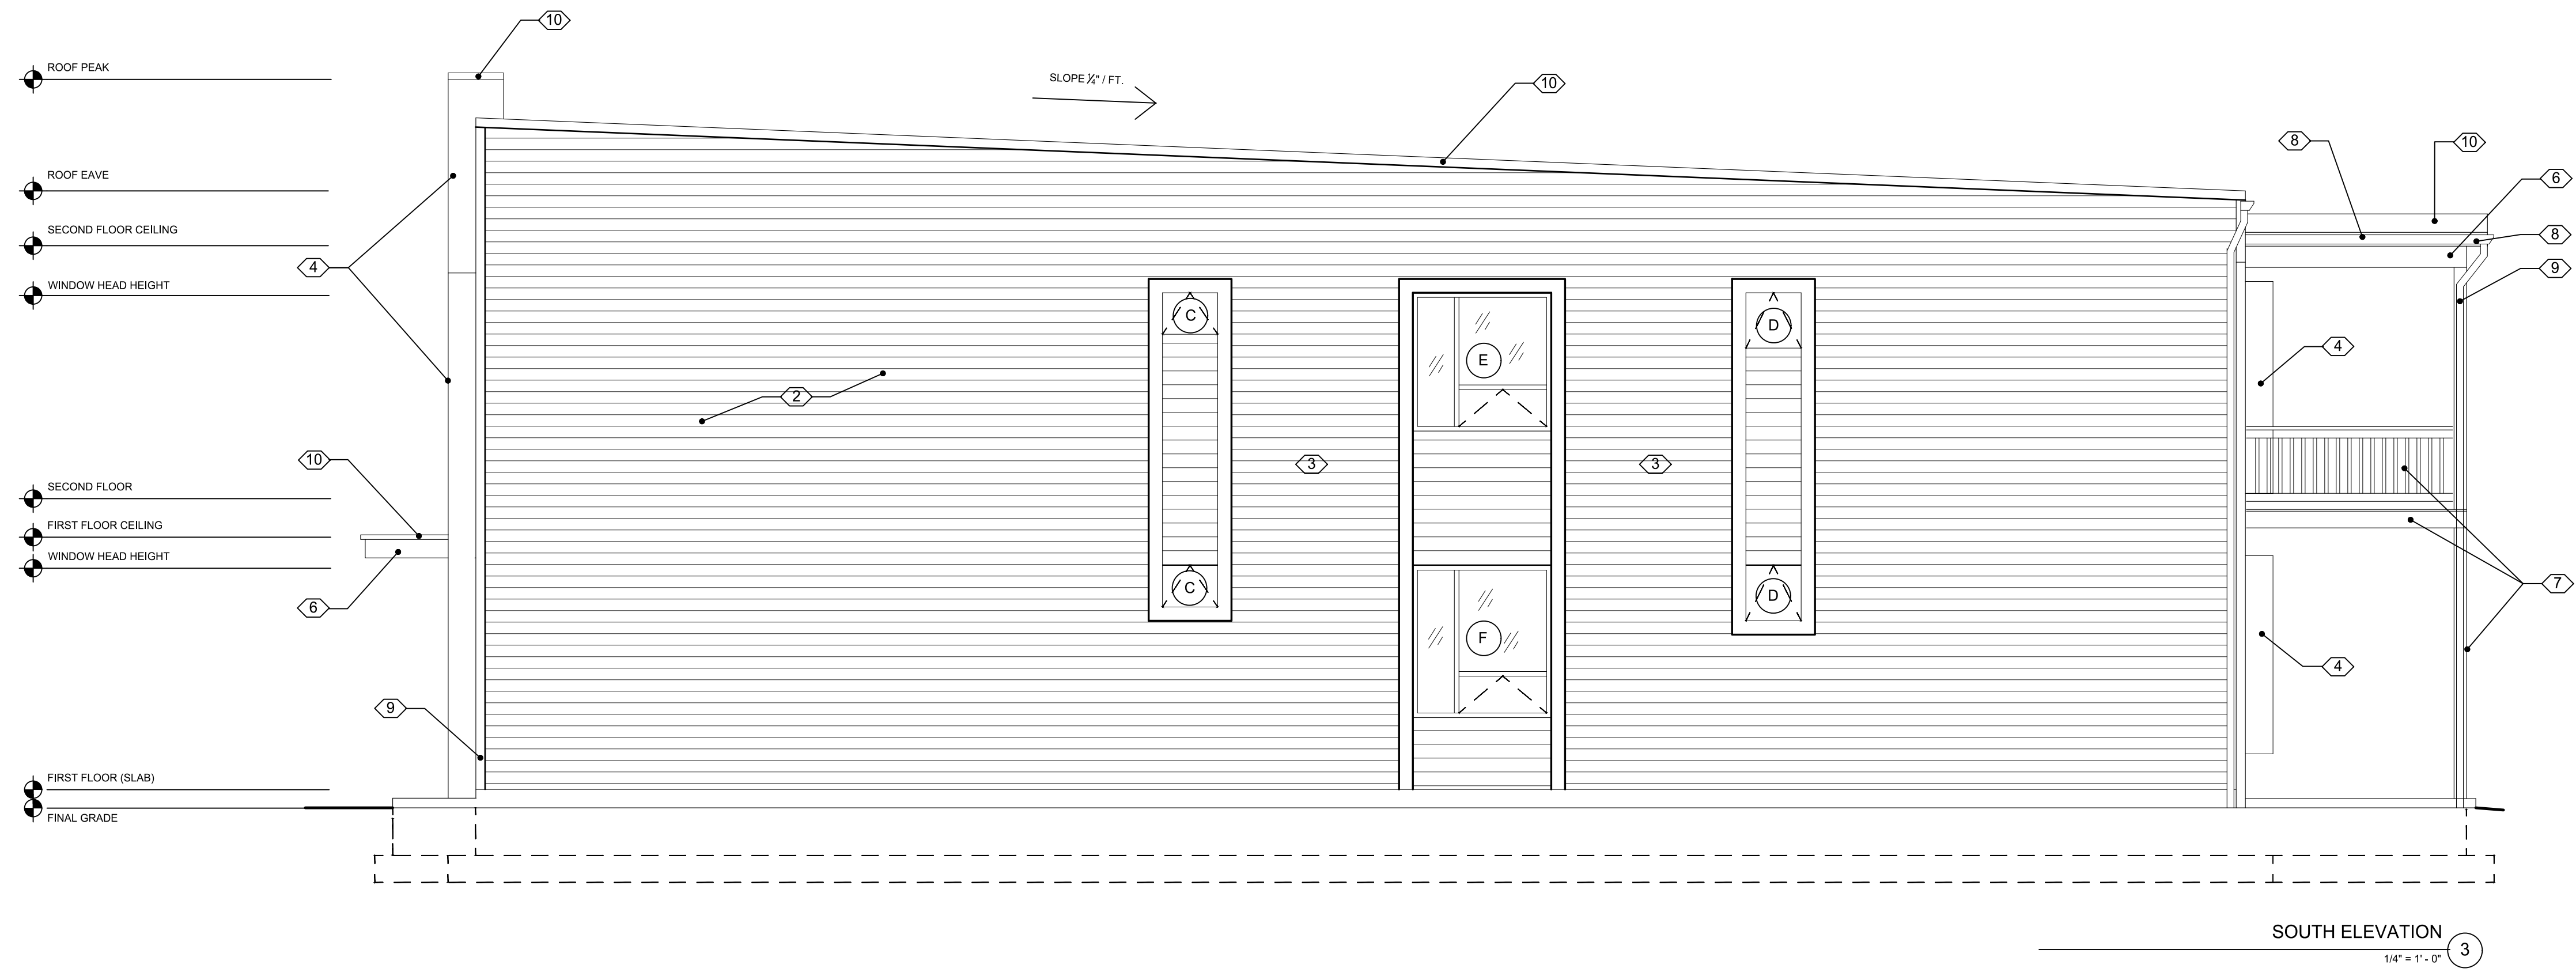 10
ROOF PEAK
SLOPE ¼" / FT.
10
8
10
ROOF EAVE
6
SECOND FLOOR CEILING
8
4
9
WINDOW HEAD HEIGHT
C
D
E
4
2
10
3
3
SECOND FLOOR
FIRST FLOOR CEILING
WINDOW HEAD HEIGHT
7
C
D
6
F
4
9
FIRST FLOOR (SLAB)
FINAL GRADE
SOUTH ELEVATION
3
1/4" = 1' - 0"